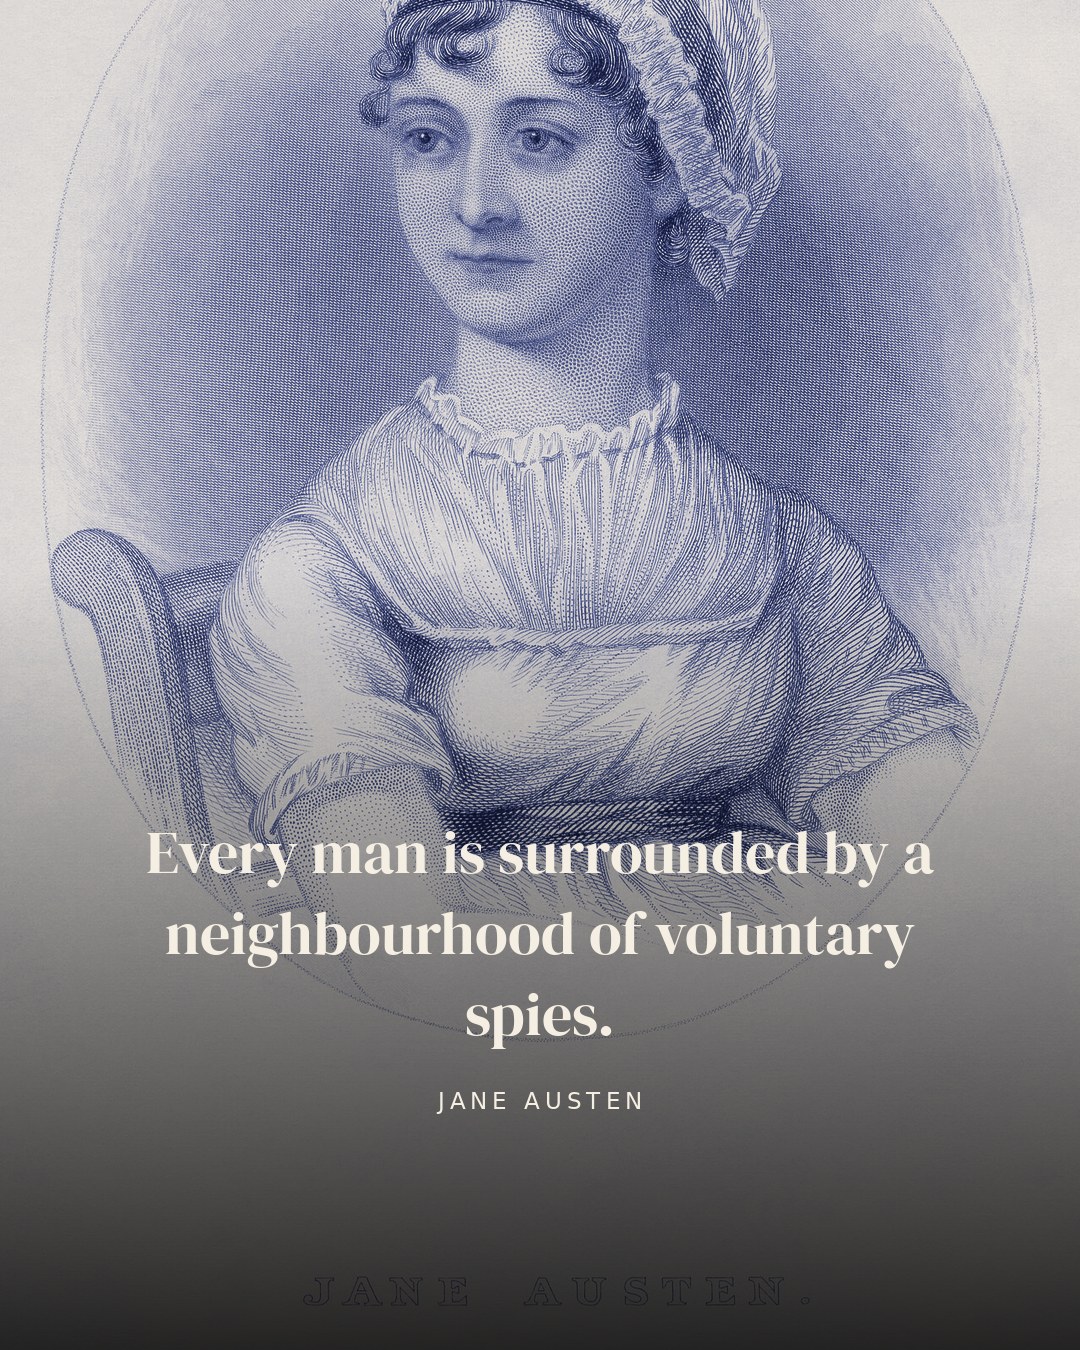 Every man is surrounded by a
neighbourhood of voluntary
spies.
JANE AUSTEN
JANE AUSTEN.